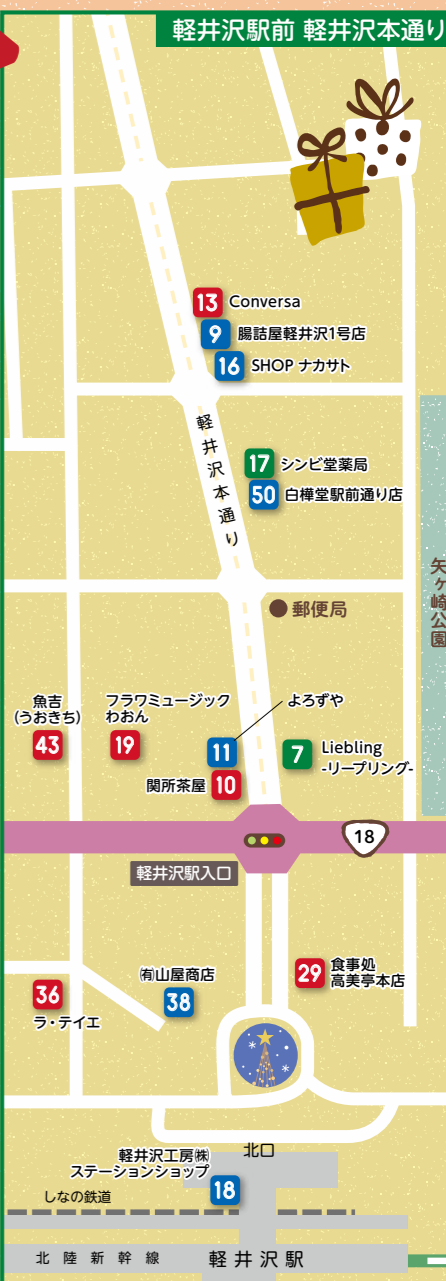 軽井沢駅前 軽井沢本通り
13 Conversa
9 腸詰屋軽井沢1号店
16 SHOP ナカサト
軽井沢本通り
17 シンビ堂薬局
50 白樺堂駅前通り店
矢ヶ崎公園
郵便局
魚吉
(うおきち)
43
フラワミュージック
わおん
19
よろずや
11
関所茶屋 10
7 Liebling
-リープリング-
18
軽井沢駅入口
36
ラ・テイエ
㈲山屋商店
38
29 食事処
高美亭本店
北口
軽井沢工房㈱
ステーションショップ
18
しなの鉄道
北陸新幹線
軽井沢駅